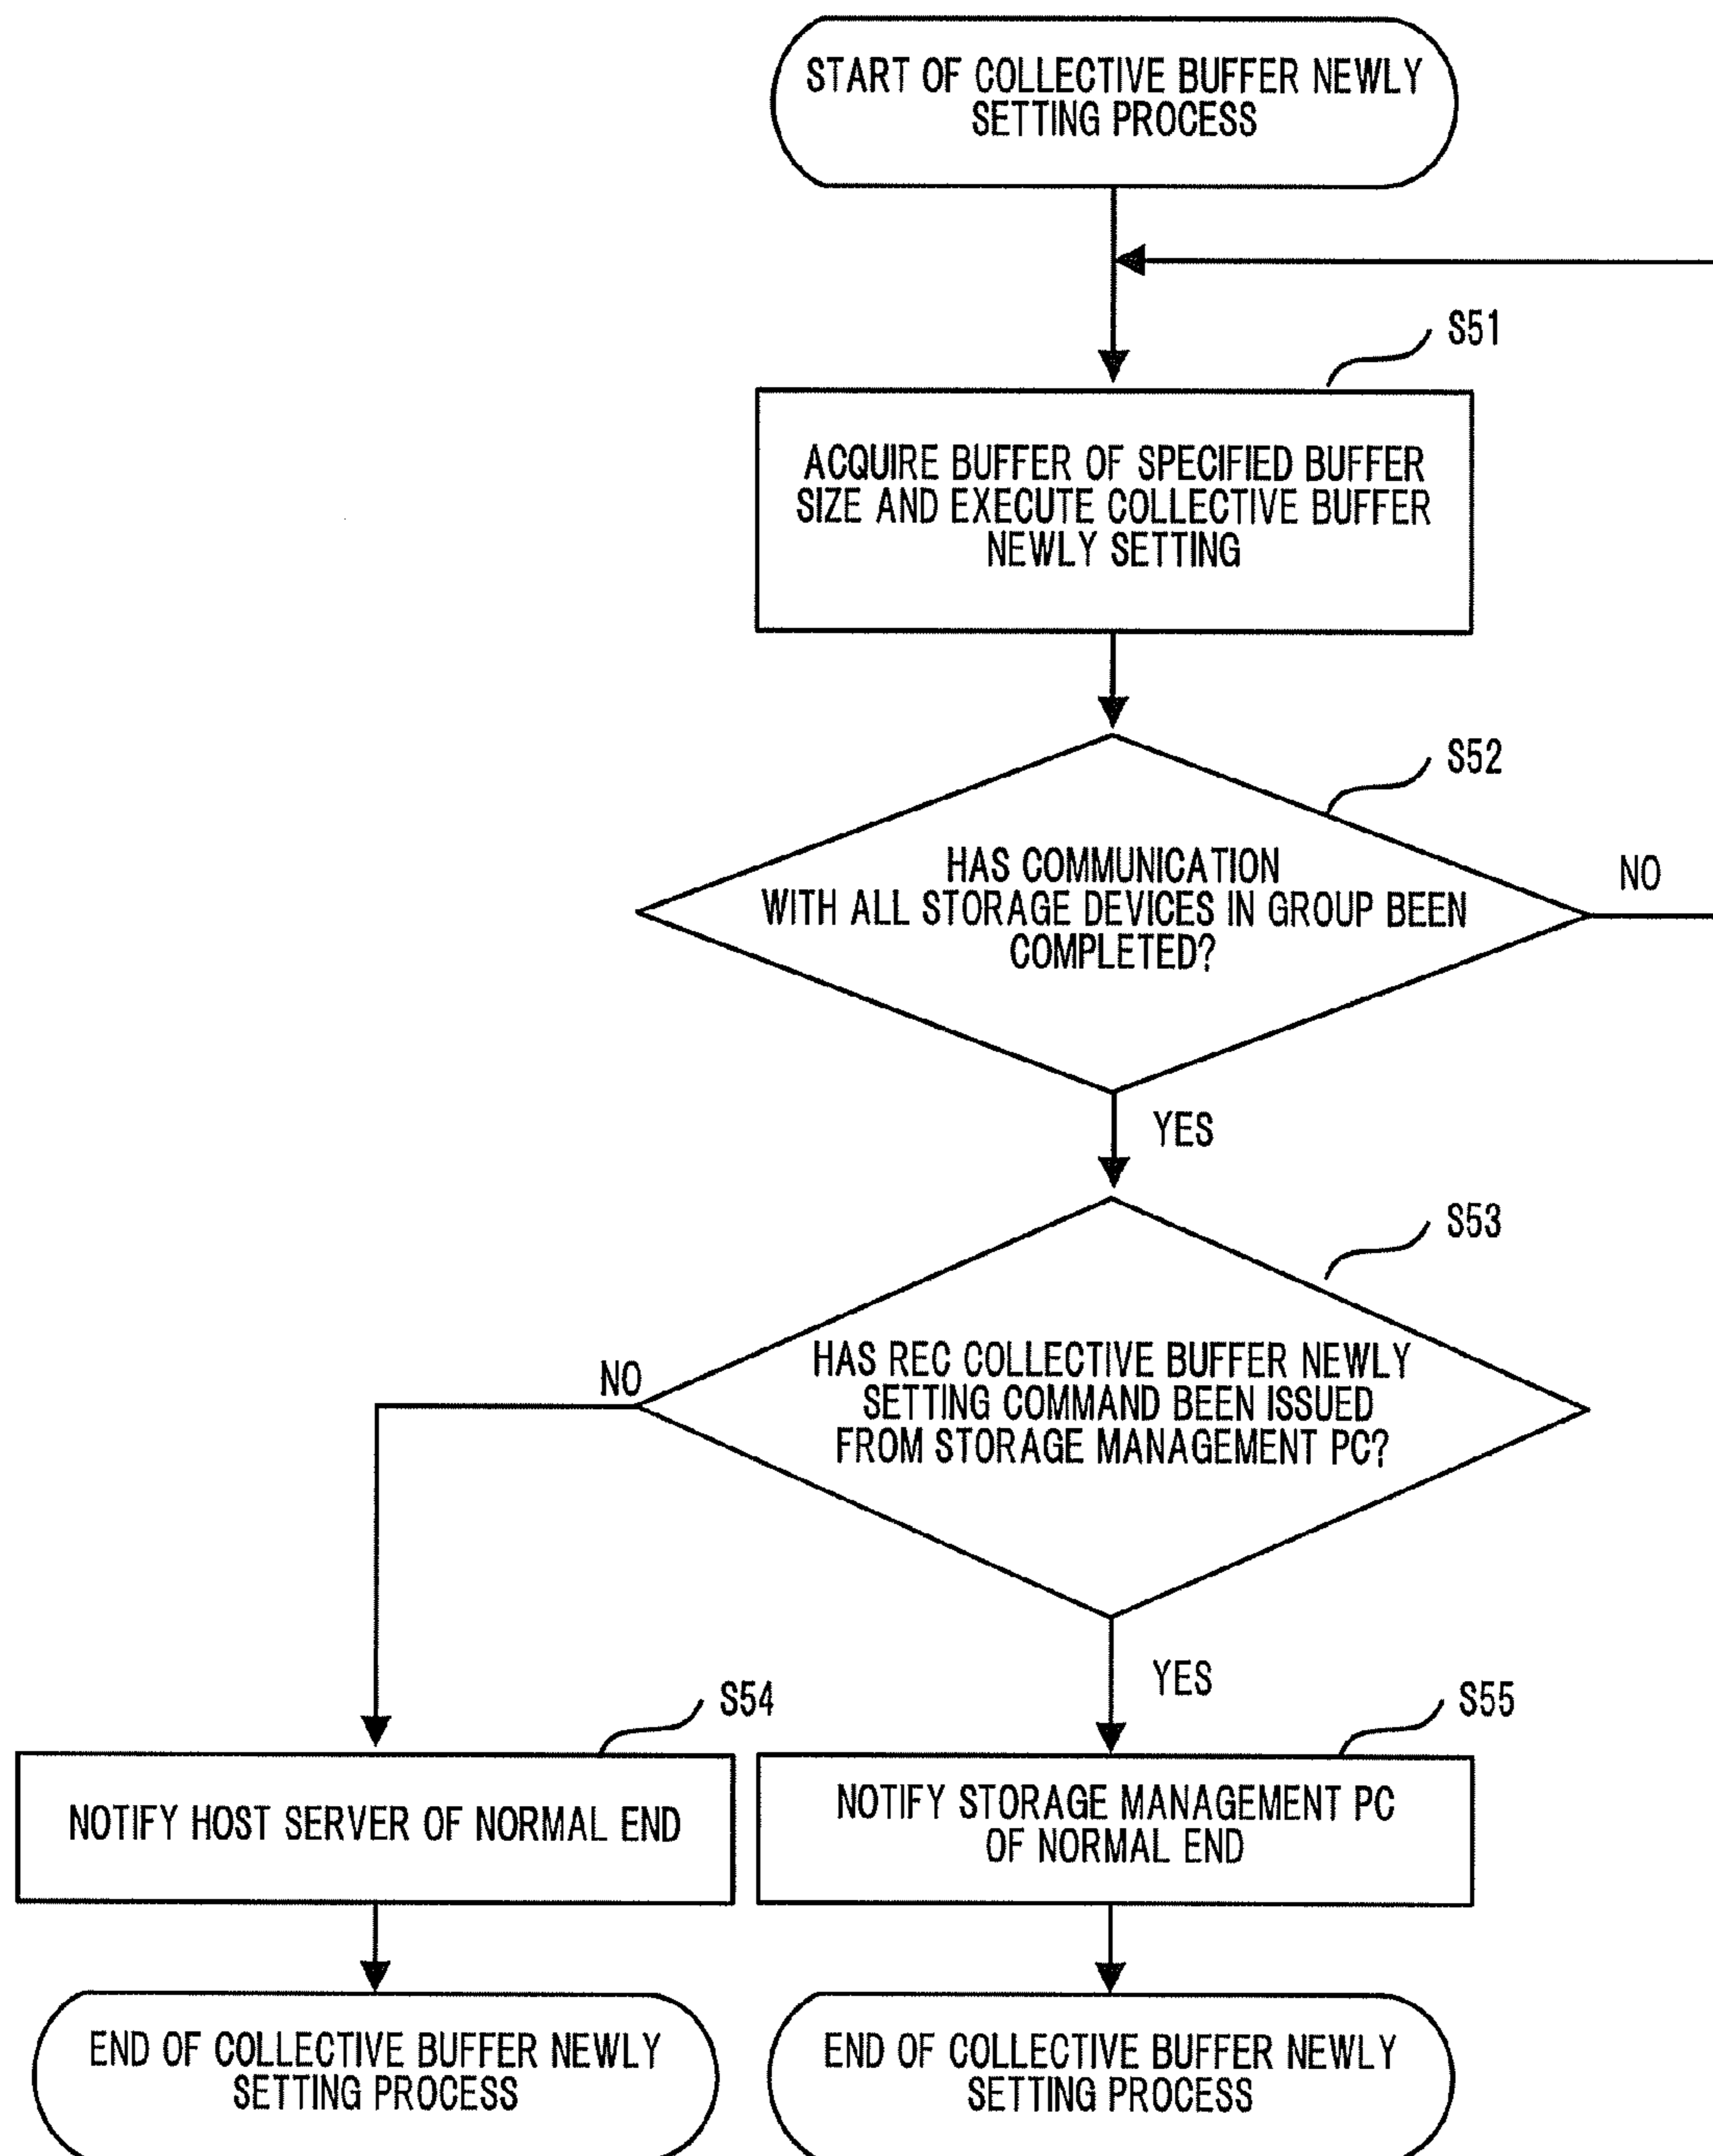 START OF COLLECTIVE BUFFER NEWLY
SETTING PROCESS
S51
ACQUIRE BUFFER OF SPECIFIED BUFFER
SIZE AND EXECUTE COLLECTIVE BUFFER
NEWLY SETTING
S52
HAS COMMUNICATION
WITH ALL STORAGE DEVICES IN GROUP BEEN
COMPLETED?
NO
YES
S53
HAS REC COLLECTIVE BUFFER NEWLY
SETTING COMMAND BEEN ISSUED
FROM STORAGE MANAGEMENT PC?
NO
YES
S54
NOTIFY HOST SERVER OF NORMAL END
S55
NOTIFY STORAGE MANAGEMENT PC
OF NORMAL END
END OF COLLECTIVE BUFFER NEWLY
SETTING PROCESS
END OF COLLECTIVE BUFFER NEWLY
SETTING PROCESS